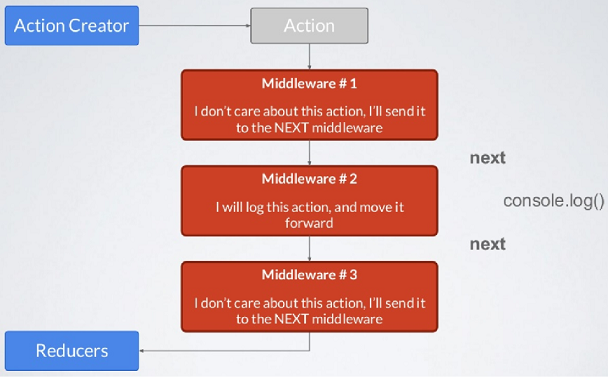 Action Creator
Action
Middleware # 1
I don't care about this action, I'll send it
to the NEXT middleware
next
Middleware # 2
I will log this action, and move it
forward
console.log()
next
Middleware # 3
I don't care about this action, I'll send it
to the NEXT middleware
Reducers